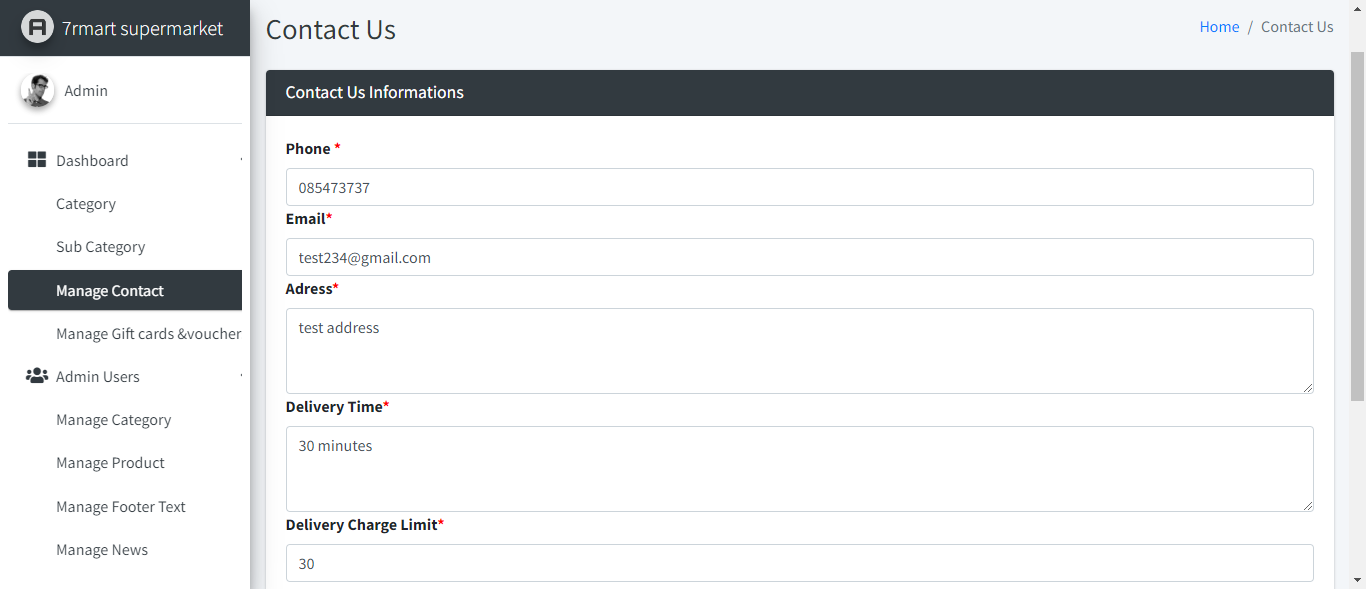 7rmart supermarket
Admin
Dashboard
Category
Sub Category
Manage Contact
Manage Gift cards &voucher
Admin Users
Manage Category
Manage Product
Manage Footer Text
Manage News
Contact Us
Home / Contact Us
Contact Us Informations
Phone *
085473737
Email*
test234@gmail.com
Adress*
test address
Delivery Time*
30 minutes
Delivery Charge Limit*
30